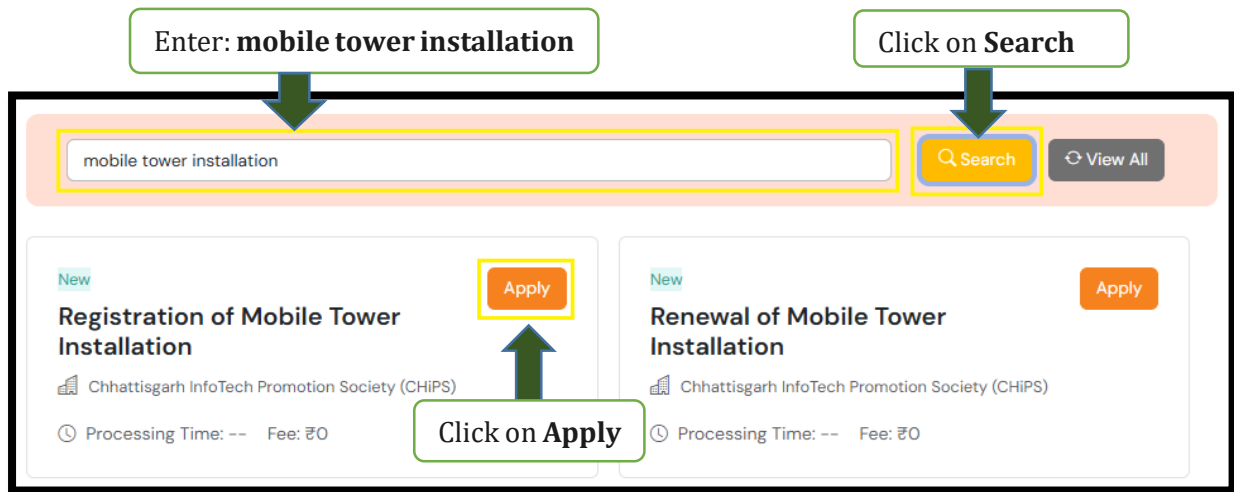 Enter: mobile tower installation
Click on Search
mobile tower installation
Search
View All
New
Apply
Registration of Mobile Tower
Installation
Chhattisgarh InfoTech Promotion Society (CHiPS)
Processing Time: -- Fee: ₹0
Click on Apply
New
Apply
Renewal of Mobile Tower
Installation
Chhattisgarh InfoTech Promotion Society (CHiPS)
Processing Time: -- Fee: ₹0